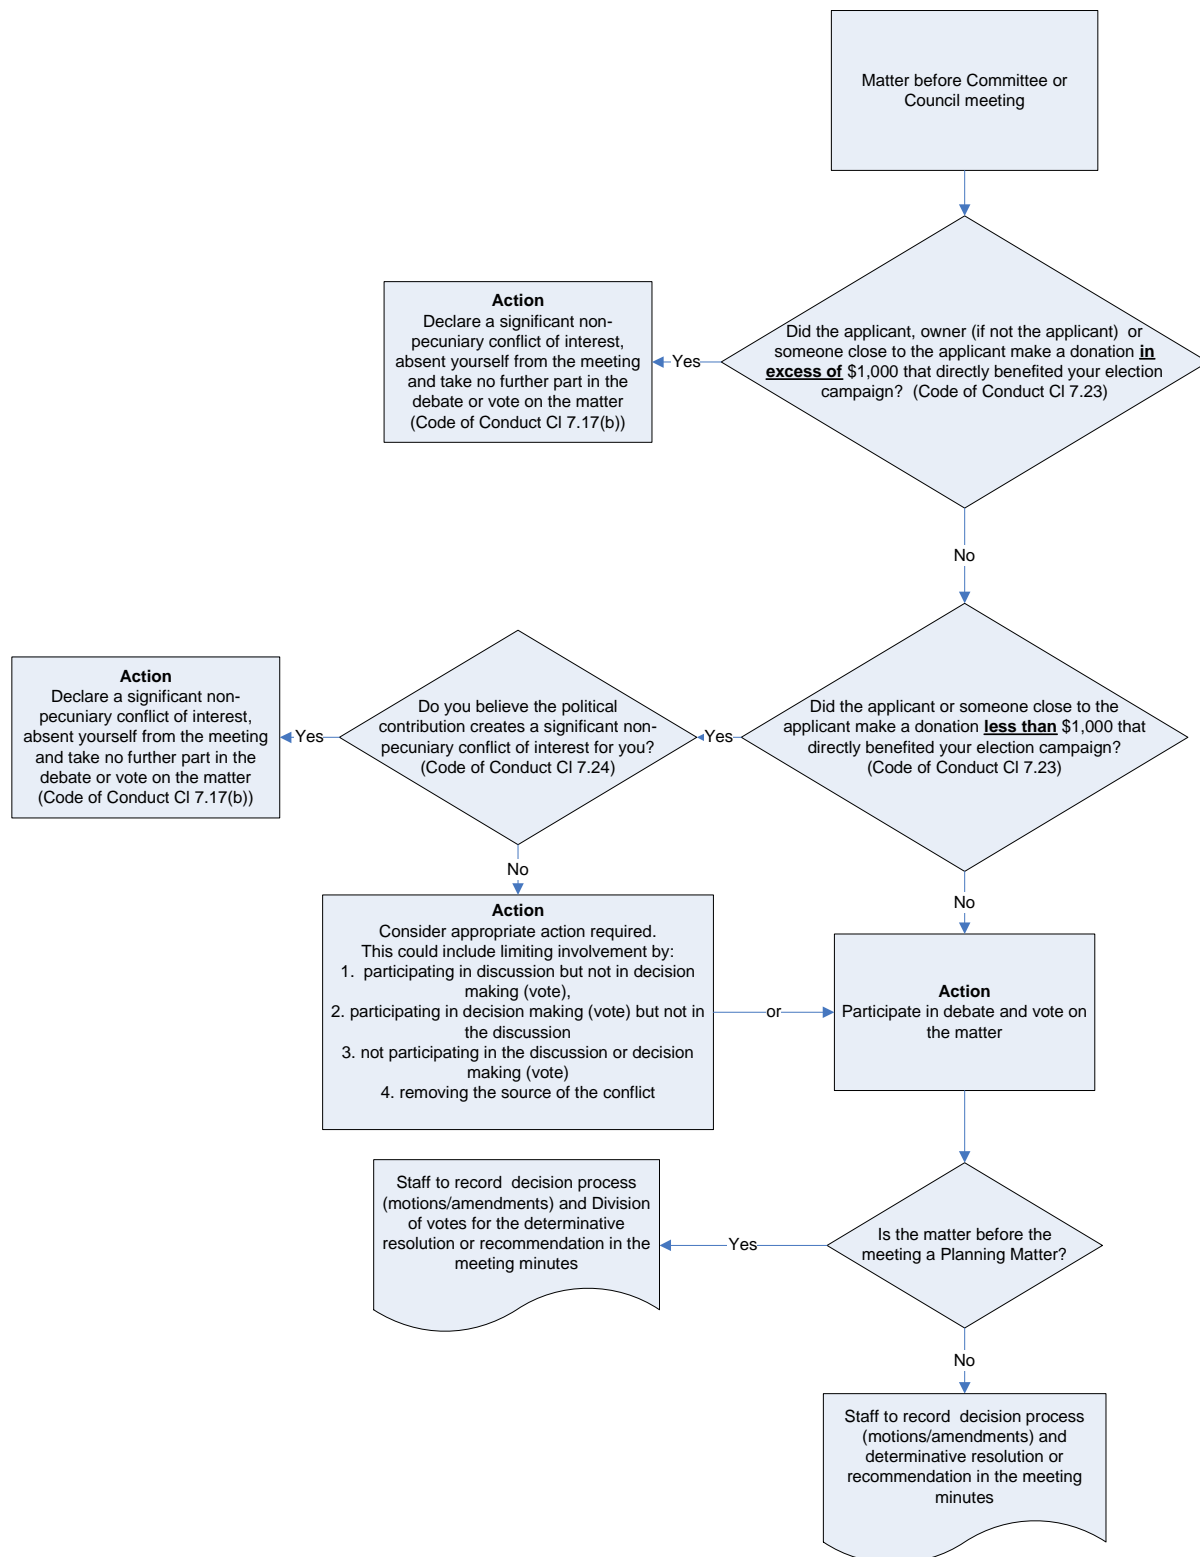 Matter before Committee or
Council meeting
Did the applicant, owner (if not the applicant)  or
someone close to the applicant make a donation in
excess of $1,000 that directly benefited your election
campaign?  (Code of Conduct Cl 7.23)
Yes
Action
Declare a significant non-
pecuniary conflict of interest,
absent yourself from the meeting
and take no further part in the
debate or vote on the matter
(Code of Conduct Cl 7.17(b))
No
Did the applicant or someone close to the
applicant make a donation less than $1,000 that
directly benefited your election campaign?
(Code of Conduct Cl 7.23)
Yes
Do you believe the political
contribution creates a significant non-
pecuniary conflict of interest for you?
(Code of Conduct Cl 7.24)
Yes
Action
Declare a significant non-
pecuniary conflict of interest,
absent yourself from the meeting
and take no further part in the
debate or vote on the matter
(Code of Conduct Cl 7.17(b))
No
Action
Consider appropriate action required.
This could include limiting involvement by:
1.  participating in discussion but not in decision
making (vote),
2. participating in decision making (vote) but not in
the discussion
3. not participating in the discussion or decision
making (vote)
4. removing the source of the conflict
or
No
Action
Participate in debate and vote on
the matter
Is the matter before the
meeting a Planning Matter?
Yes
Staff to record  decision process
(motions/amendments) and Division
of votes for the determinative
resolution or recommendation in the
meeting minutes
No
Staff to record  decision process
(motions/amendments) and
determinative resolution or
recommendation in the meeting
minutes